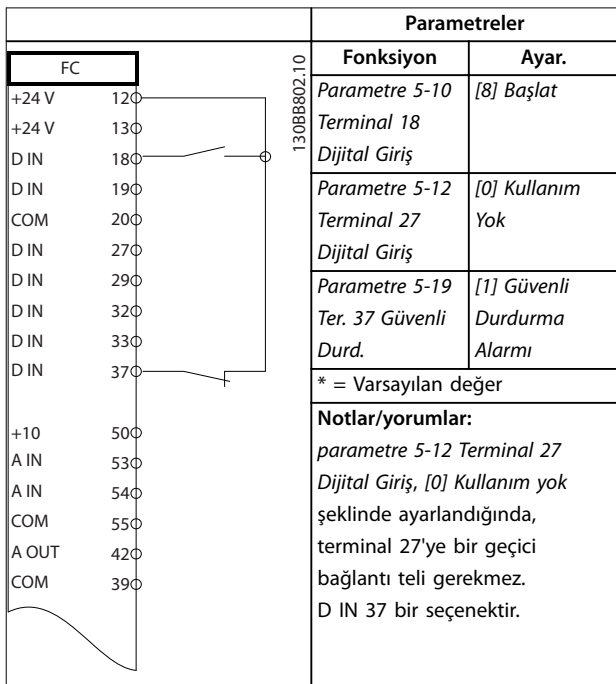 Parametreler
FC
+24 V 12
+24 V 13
D IN 18
D IN 19
COM 20
D IN 27
D IN 29
D IN 32
D IN 33
D IN 37
+10 50
A IN 53
A IN 54
COM 55
A OUT 42
COM 39
130BB802.10
Fonksiyon Ayar.
Parametre 5-10 [8] Başlat
Terminal 18
Dijital Giriş
Parametre 5-12 [0] Kullanım
Terminal 27 Yok
Dijital Giriş
Parametre 5-19 [1] Güvenli
Ter. 37 Güvenli Durdurma
Durd. Alarmı
* = Varsayılan değer
Notlar/yorumlar:
parametre 5-12 Terminal 27
Dijital Giriş, [0] Kullanım yok
şeklinde ayarlandığında,
terminal 27'ye bir geçici
bağlantı teli gerekmez.
D IN 37 bir seçenektir.